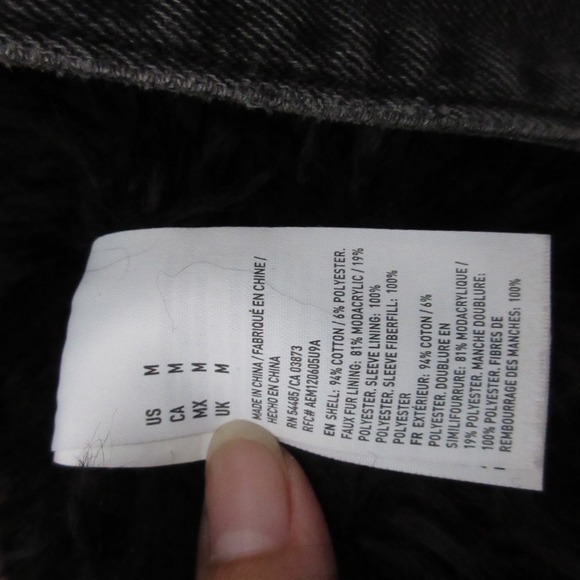 US M
CA M
MX M
UK M
MADE IN CHINA / FABRIQUÉ EN CHINE /
HECHO EN CHINA
RN 54485/CA 03873
RFC# AEM120605U9A
EN SHELL: 94% COTTON / 6% POLYESTER.
FAUX FUR LINING: 81% MODACRYLIC / 19%
POLYESTER. SLEEVE LINING: 100%
POLYESTER, SLEEVE FIBERFILL: 100%
POLYESTER
FR EXTÉRIEUR: 94% COTON / 6%
POLYESTER, DOUBLURE EN
SIMILIFOURRURE: 81% MODACRYLIQUE /
19% POLYESTER, MANCHE DOUBLURE:
100% POLYESTER, FIBRES DE
REMBOURRAGE DES MANCHES: 100%